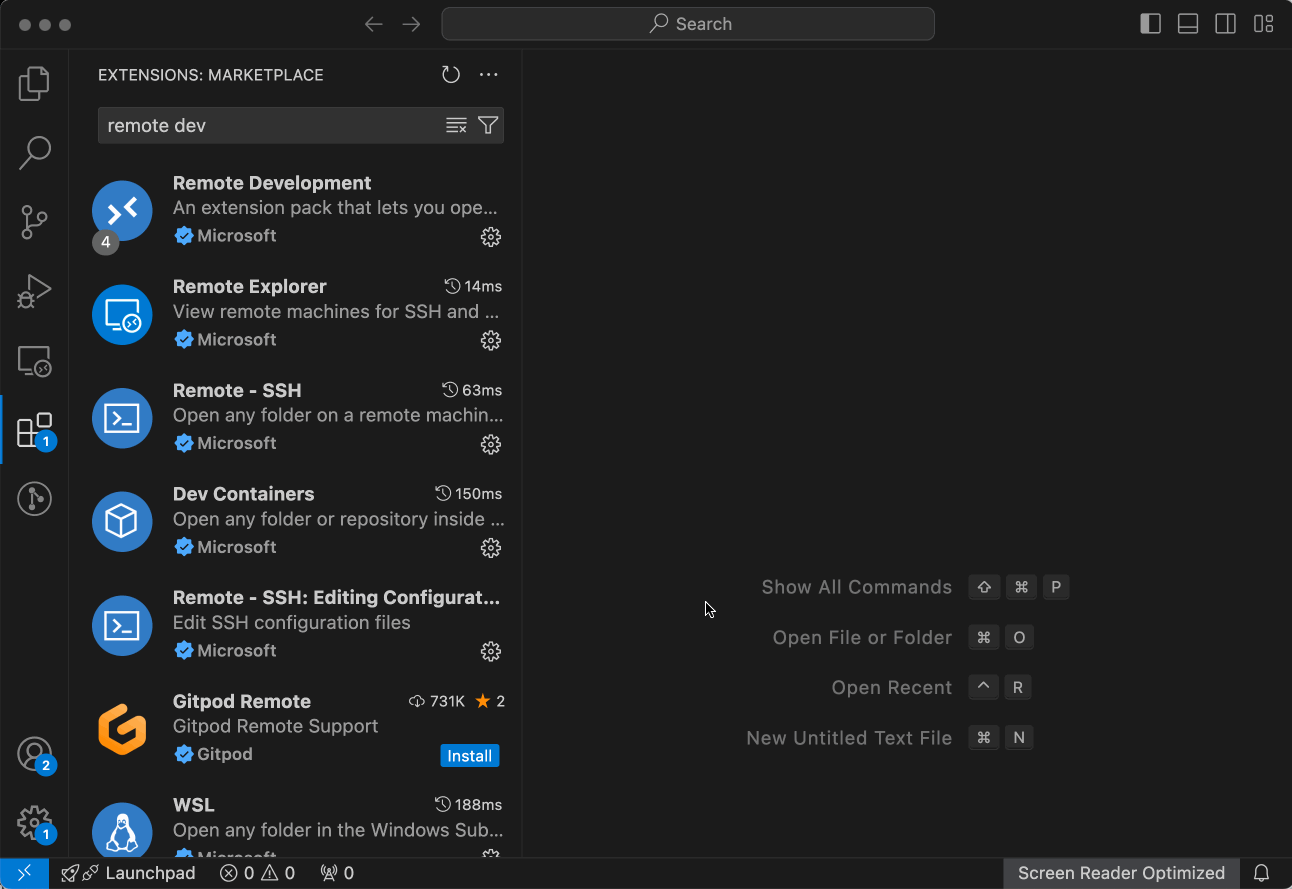 Search
EXTENSIONS: MARKETPLACE
remote dev
Remote Development
An extension pack that lets you ope...
4
Microsoft
Remote Explorer 14ms
View remote machines for SSH and ...
Microsoft
Remote - SSH 63ms
Open any folder on a remote machin...
Microsoft
1
Dev Containers 150ms
Open any folder or repository inside ...
Microsoft
Remote - SSH: Editing Configurat...
Edit SSH configuration files
Microsoft
Gitpod Remote 731K ★ 2
Gitpod Remote Support
Gitpod Install
WSL 188ms
Open any folder in the Windows Sub...
Microsoft
2
1
Show All Commands ⇧ ⌘ P
Open File or Folder ⌘ O
Open Recent ^ R
New Untitled Text File ⌘ N
Launchpad 0 0 0
Screen Reader Optimized